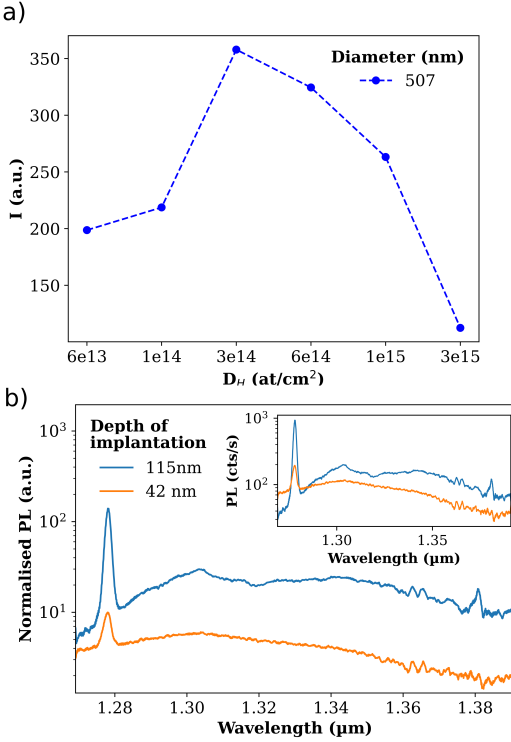 a)
350
300
250
200
150
I (a.u.)
Diameter (nm)
507
6e13 1e14 3e14 6e14 1e15 3e15
D_H (at/cm²)
b)
Normalised PL (a.u.)
10³
10²
10¹
Depth of
implantation
115nm
42 nm
PL (cts/s)
10³
10²
1.30 1.35
Wavelength (µm)
1.28 1.30 1.32 1.34 1.36 1.38
Wavelength (µm)